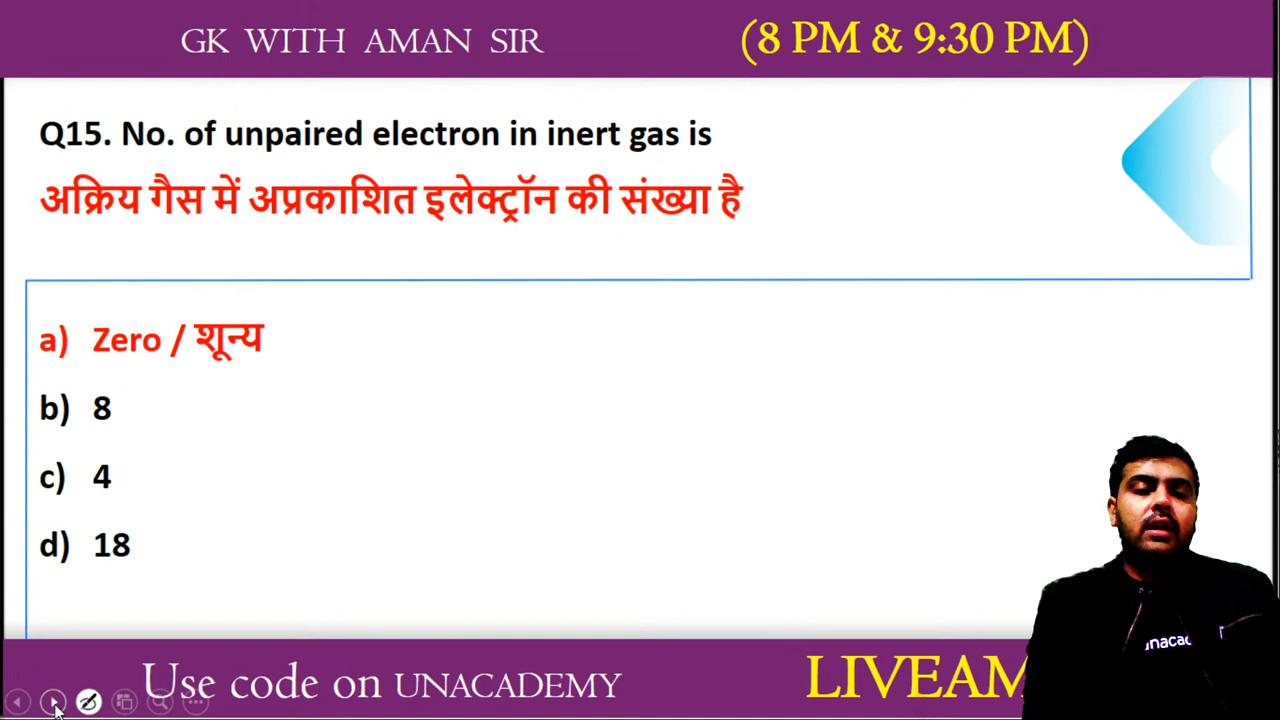 GK WITH AMAN SIR (8 PM & 9:30 PM)
Q15. No. of unpaired electron in inert gas is
अक्रिय गैस में अप्रकाशित इलेक्ट्रॉन की संख्या है
a) Zero / शून्य
b) 8
c) 4
d) 18
unacad
Use code on UNACADEMY LIVEAM